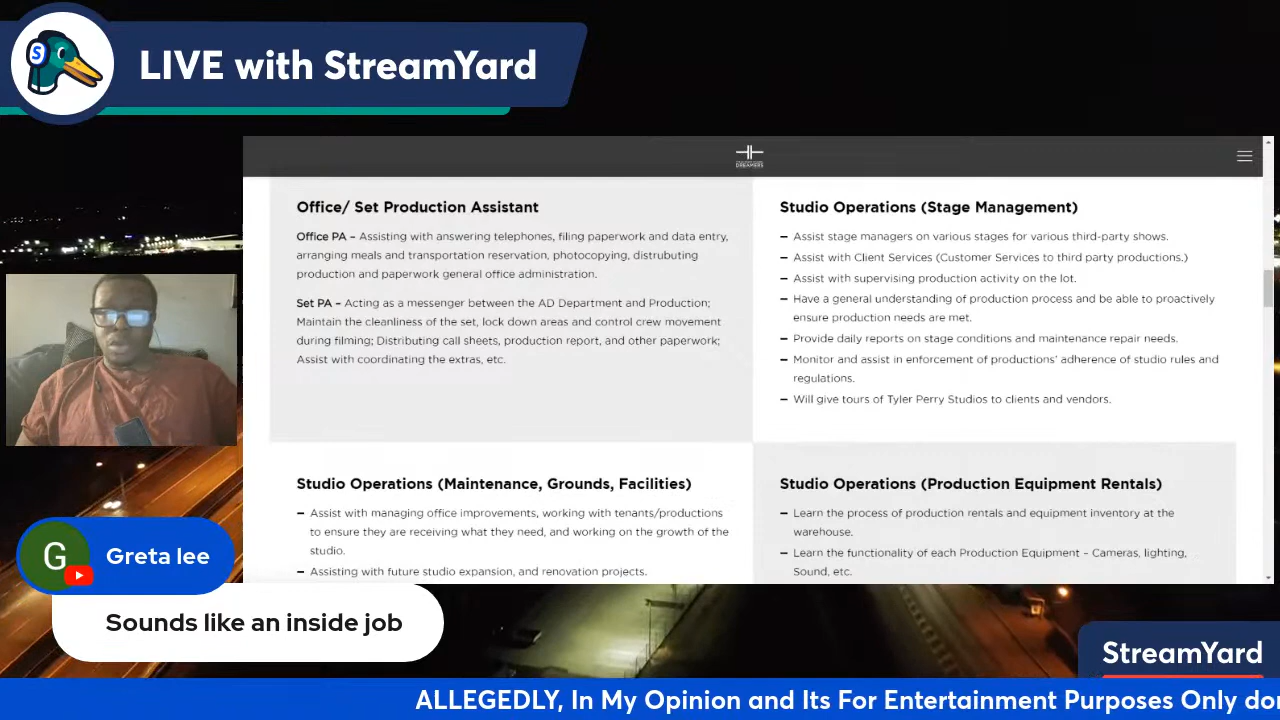 LIVE with StreamYard
S
DREAMERS
Office/ Set Production Assistant
Office PA – Assisting with answering telephones, filing paperwork and data entry,
arranging meals and transportation reservation, photocopying, distrubuting
production and paperwork general office administration.
Set PA – Acting as a messenger between the AD Department and Production;
Maintain the cleanliness of the set, lock down areas and control crew movement
during filming; Distributing call sheets, production report, and other paperwork;
Assist with coordinating the extras, etc.
Studio Operations (Stage Management)
– Assist stage managers on various stages for various third-party shows.
– Assist with Client Services (Customer Services to third party productions.)
– Assist with supervising production activity on the lot.
– Have a general understanding of production process and be able to proactively
ensure production needs are met.
– Provide daily reports on stage conditions and maintenance repair needs.
– Monitor and assist in enforcement of productions' adherence of studio rules and
regulations.
– Will give tours of Tyler Perry Studios to clients and vendors.
Studio Operations (Maintenance, Grounds, Facilities)
– Assist with managing office improvements, working with tenants/productions
to ensure they are receiving what they need, and working on the growth of the
studio.
– Assisting with future studio expansion, and renovation projects.
Studio Operations (Production Equipment Rentals)
– Learn the process of production rentals and equipment inventory at the
warehouse.
– Learn the functionality of each Production Equipment – Cameras, lighting,
Sound, etc.
G
Greta lee
Sounds like an inside job
StreamYard
ALLEGEDLY, In My Opinion and Its For Entertainment Purposes Only do